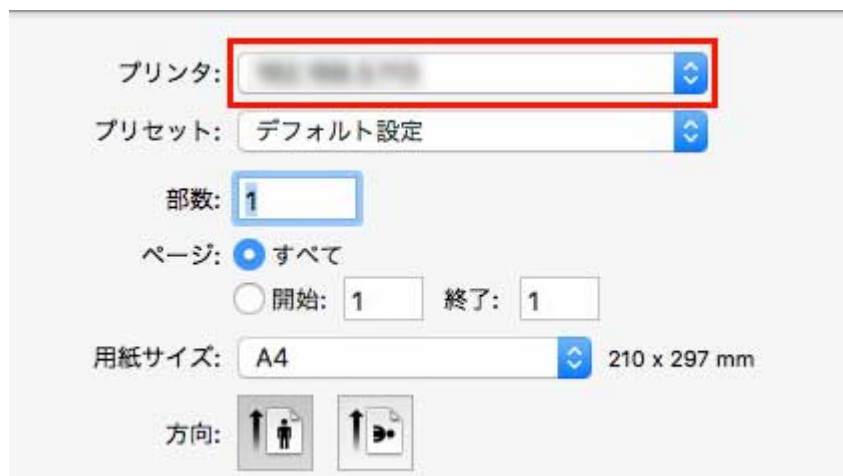 プリンタ:
プリセット: デフォルト設定
部数: 1
ページ: すべて
開始: 1 終了: 1
用紙サイズ: A4 210 x 297 mm
方向: